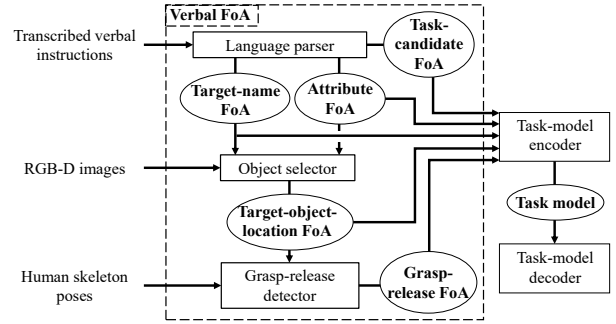 Verbal FoA
Transcribed verbal
instructions
Language parser
Task-
candidate
FoA
Target-name
FoA
Attribute
FoA
Task-model
encoder
RGB-D images
Object selector
Target-object-
location FoA
Task model
Human skeleton
poses
Grasp-release
detector
Grasp-
release FoA
Task-model
decoder